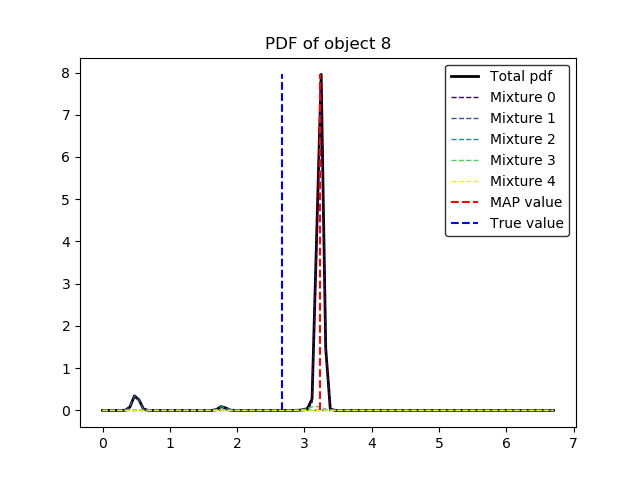 PDF of object 8
8
7
6
5
4
3
2
1
0
0 1 2 3 4 5 6 7
Total pdf
Mixture 0
Mixture 1
Mixture 2
Mixture 3
Mixture 4
MAP value
True value